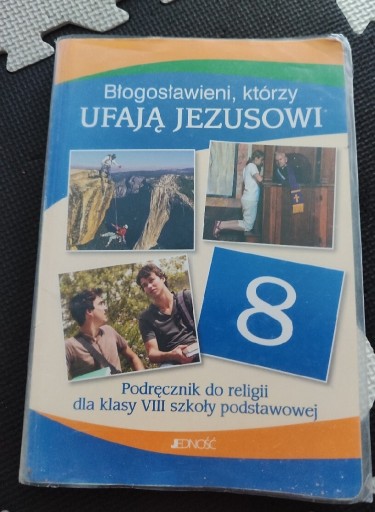 Błogosławieni, którzy
UFAJĄ JEZUSOWI
8
Podręcznik do religii
dla klasy VIII szkoły podstawowej
JEDNOŚĆ